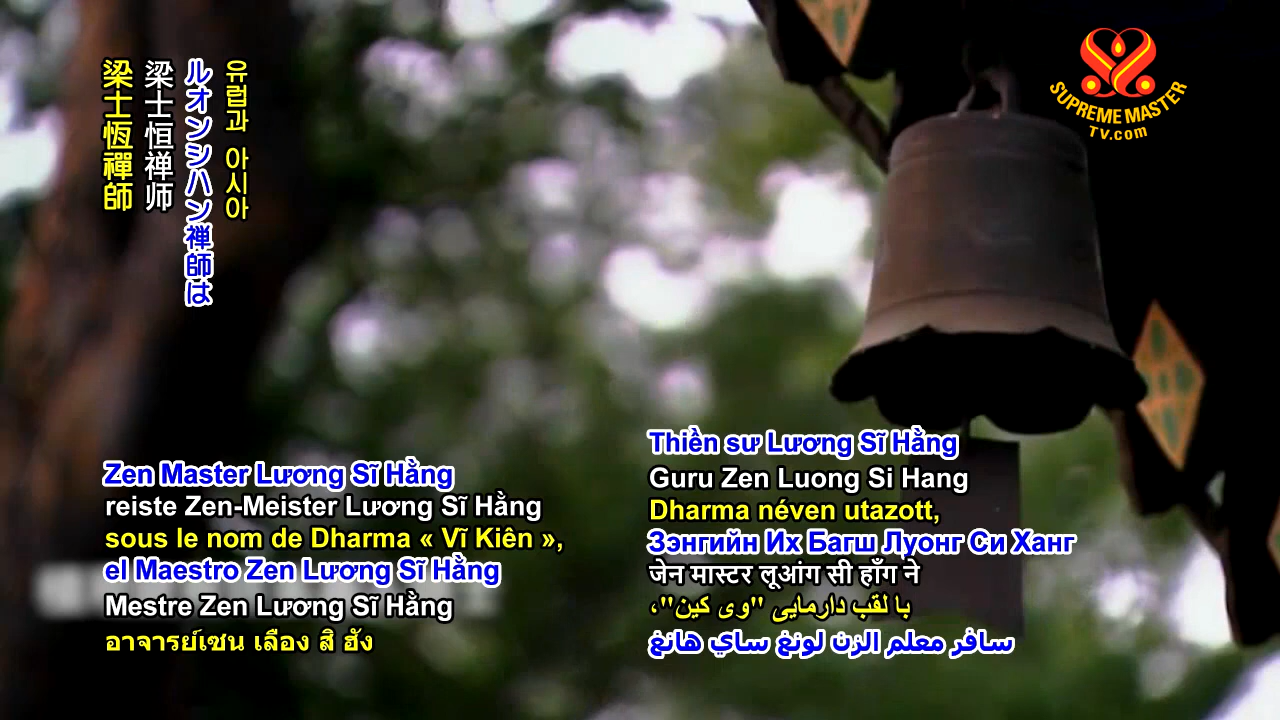 梁士恆禪師
梁士恒禅师
ルオンシハン禅師は
유럽과 아시아
SUPREME MASTER
TV.com
Zen Master Lương Sĩ Hằng
reiste Zen-Meister Lương Sĩ Hằng
sous le nom de Dharma « Vĩ Kiên »,
el Maestro Zen Lương Sĩ Hằng
Mestre Zen Lương Sĩ Hằng
อาจารย์เซน เลือง สิ ฮัง
Thiền sư Lương Sĩ Hằng
Guru Zen Luong Si Hang
Dharma néven utazott,
Зэнгийн Их Багш Луонг Си Ханг
जेन मास्टर लूआंग सी हाँग ने
با لقب دارمایی "وی کین"،
سافر معلم الزن لونغ ساي هانغ